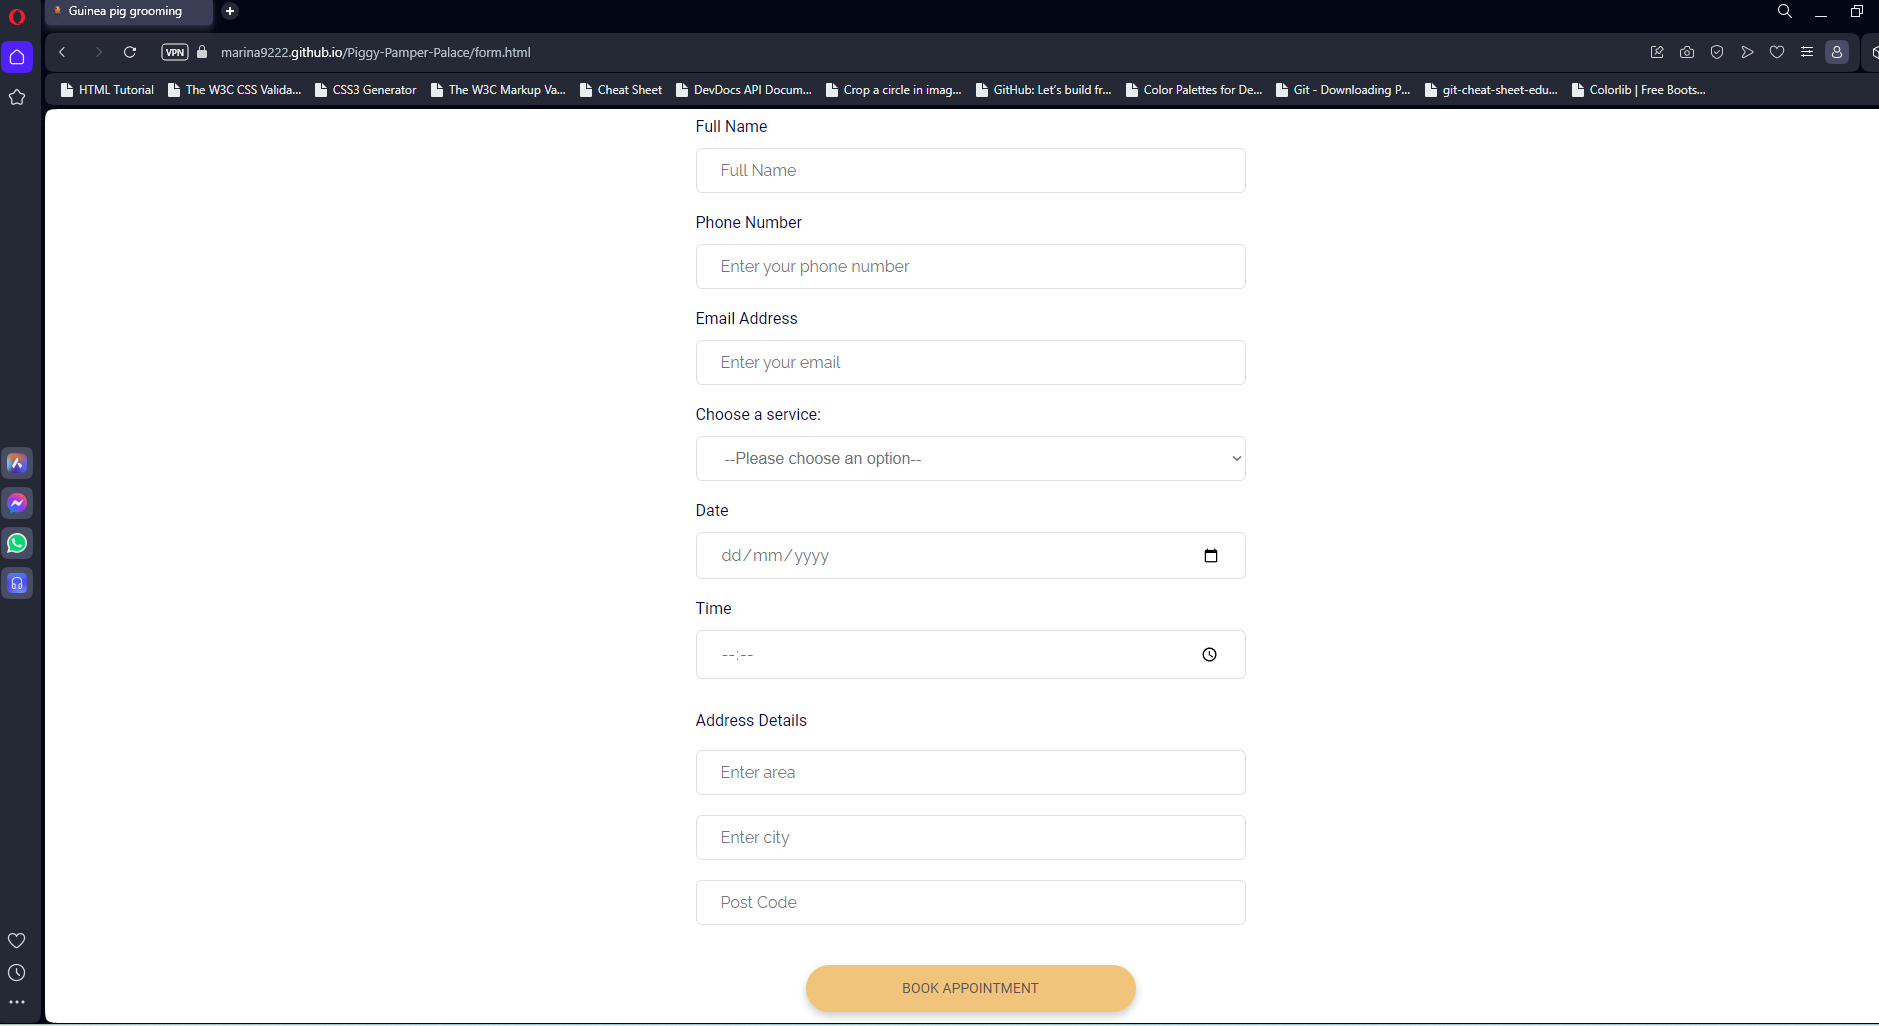 Guinea pig grooming
VPN marina9222.github.io/Piggy-Pamper-Palace/form.html
HTML Tutorial The W3C CSS Valida... CSS3 Generator The W3C Markup Va... Cheat Sheet DevDocs API Docum... Crop a circle in imag... GitHub: Let's build fr... Color Palettes for De... Git - Downloading P... git-cheat-sheet-edu... Colorlib | Free Boots...
Full Name
Full Name
Phone Number
Enter your phone number
Email Address
Enter your email
Choose a service:
--Please choose an option--
Date
dd/mm/yyyy
Time
--:--
Address Details
Enter area
Enter city
Post Code
BOOK APPOINTMENT